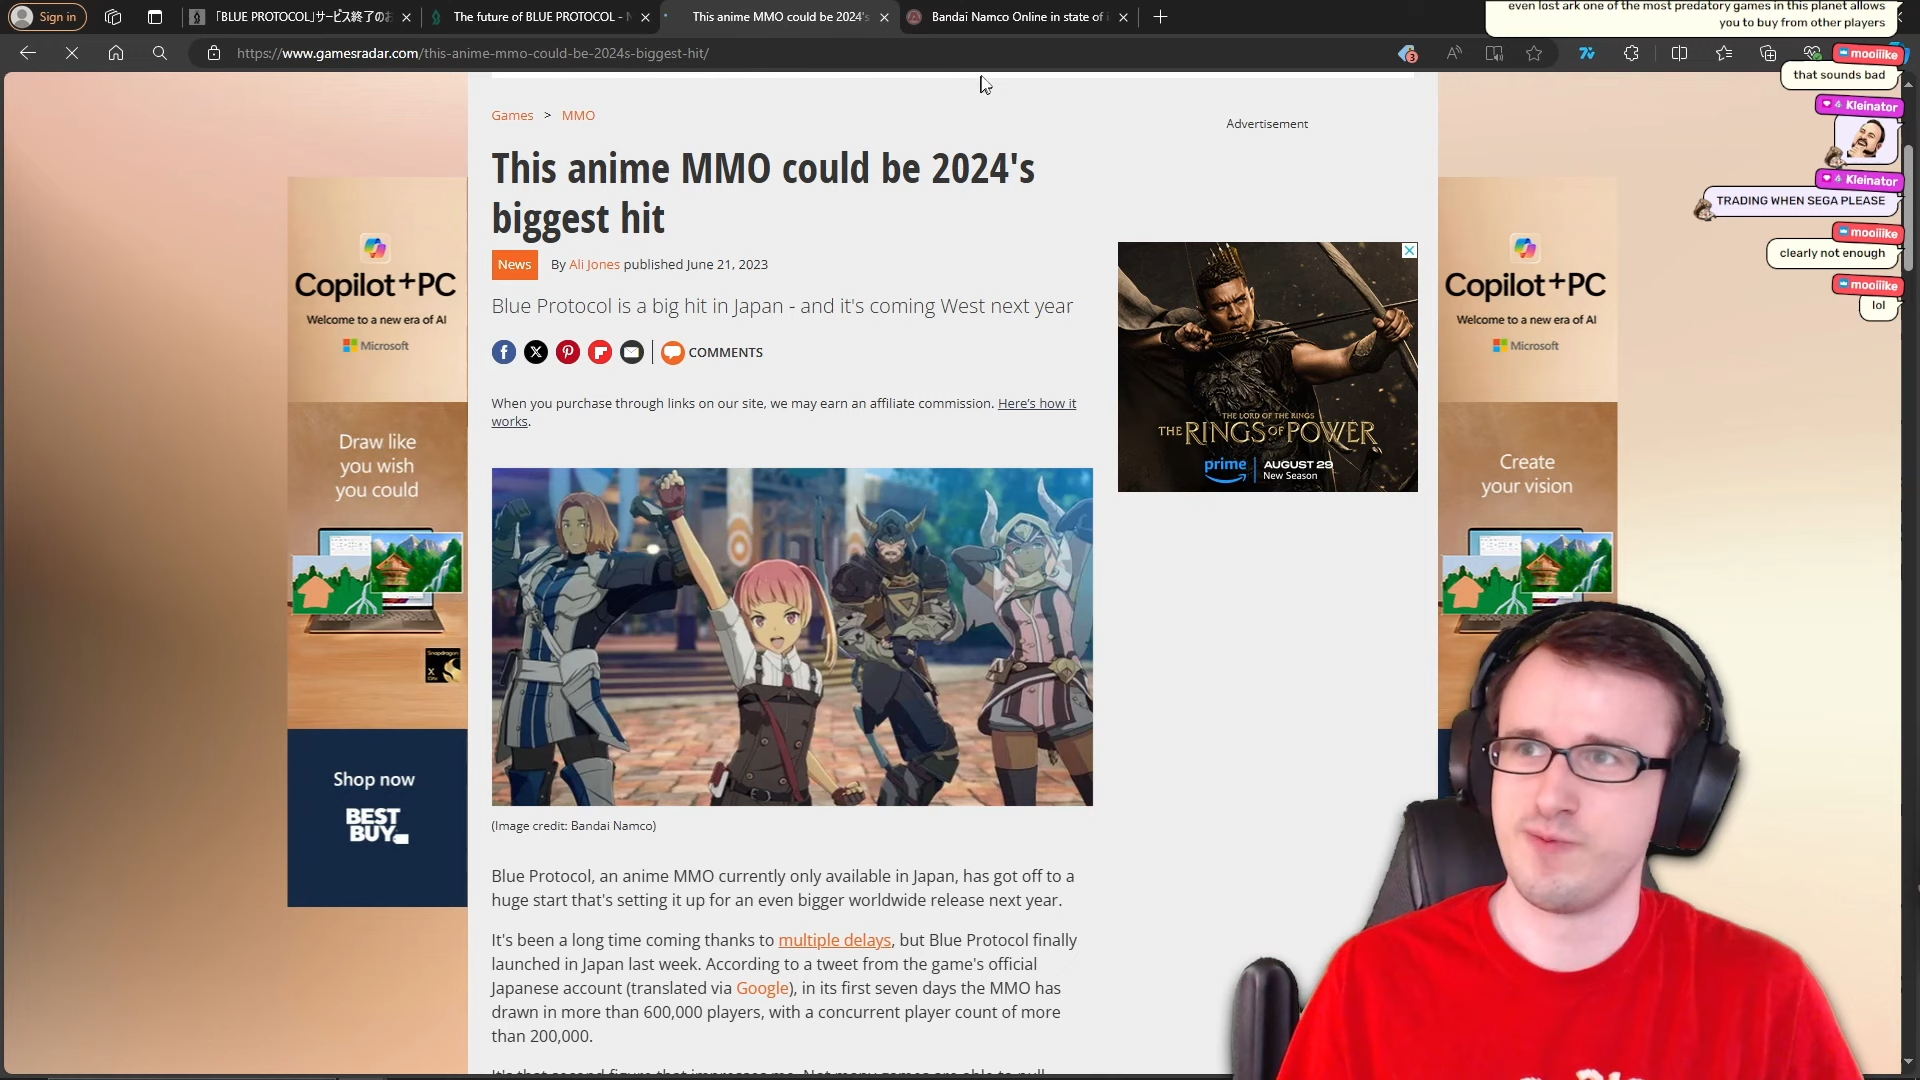 Sign in
「BLUE PROTOCOL」サービス終了のお
The future of BLUE PROTOCOL - N
This anime MMO could be 2024's
Bandai Namco Online in state of i
https://www.gamesradar.com/this-anime-mmo-could-be-2024s-biggest-hit/
3
even lost ark one of the most predatory games in this planet allows
you to buy from other players
mooiiike
that sounds bad
Kleinator
Kleinator
TRADING WHEN SEGA PLEASE
mooiiike
clearly not enough
mooiiike
lol
Games > MMO
This anime MMO could be 2024's
biggest hit
News By Ali Jones published June 21, 2023
Blue Protocol is a big hit in Japan - and it's coming West next year
COMMENTS
When you purchase through links on our site, we may earn an affiliate commission. Here's how it
works.
(Image credit: Bandai Namco)
Blue Protocol, an anime MMO currently only available in Japan, has got off to a
huge start that's setting it up for an even bigger worldwide release next year.
It's been a long time coming thanks to multiple delays, but Blue Protocol finally
launched in Japan last week. According to a tweet from the game's official
Japanese account (translated via Google), in its first seven days the MMO has
drawn in more than 600,000 players, with a concurrent player count of more
than 200,000.
Advertisement
THE LORD OF THE RINGS
THE RINGS OF POWER
prime
AUGUST 29
New Season
Copilot+PC
Welcome to a new era of AI
Microsoft
Draw like
you wish
you could
Snapdragon
Shop now
BEST
BUY
Copilot+PC
Welcome to a new era of AI
Microsoft
Create
your vision